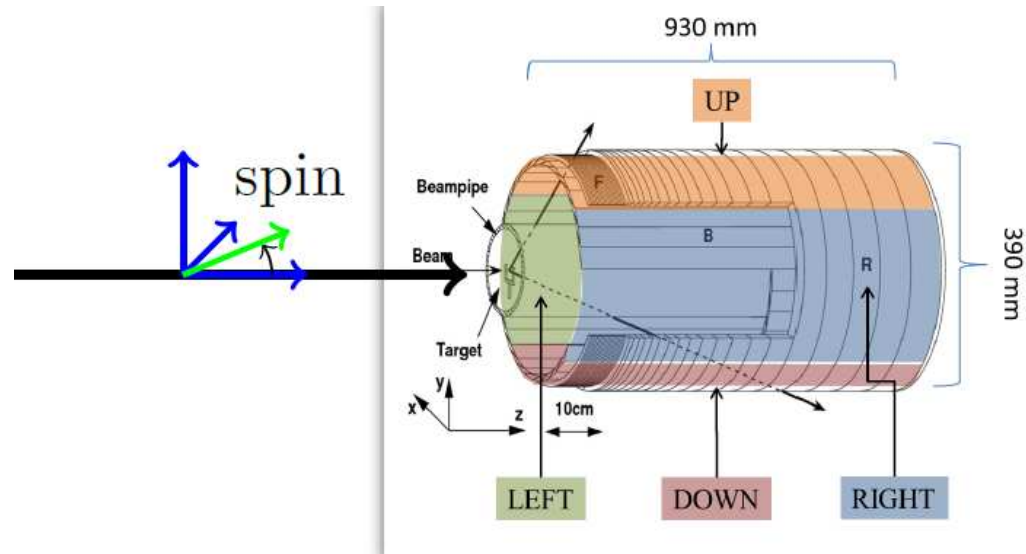 930 mm
UP
spin
Beampipe
F
B
Beam
R
390 mm
Target
y
x
z
10cm
LEFT
DOWN
RIGHT